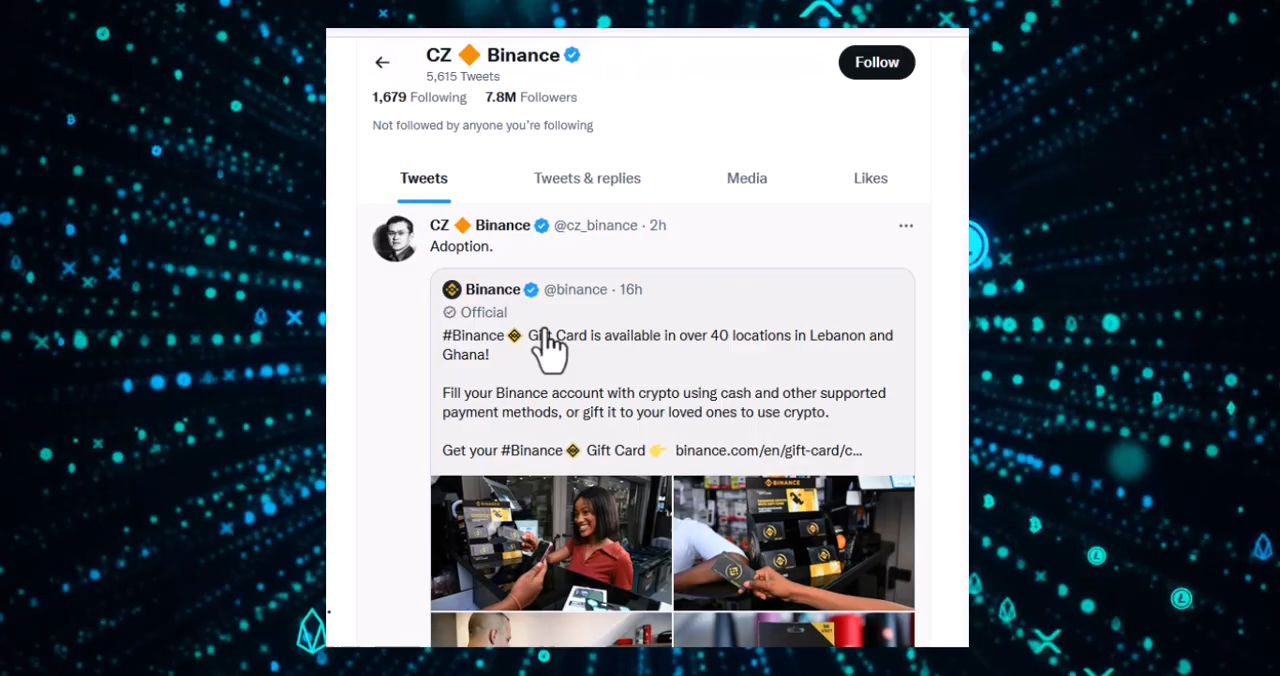 CZ 🔶 Binance
5,615 Tweets
Follow
1,679 Following 7.8M Followers
Not followed by anyone you're following
Tweets Tweets & replies Media Likes
CZ 🔶 Binance @cz_binance · 2h
Adoption.
Binance @binance · 16h
Official
#Binance Gift Card is available in over 40 locations in Lebanon and
Ghana!
Fill your Binance account with crypto using cash and other supported
payment methods, or gift it to your loved ones to use crypto.
Get your #Binance Gift Card 👉 binance.com/en/gift-card/c...
BINANCE